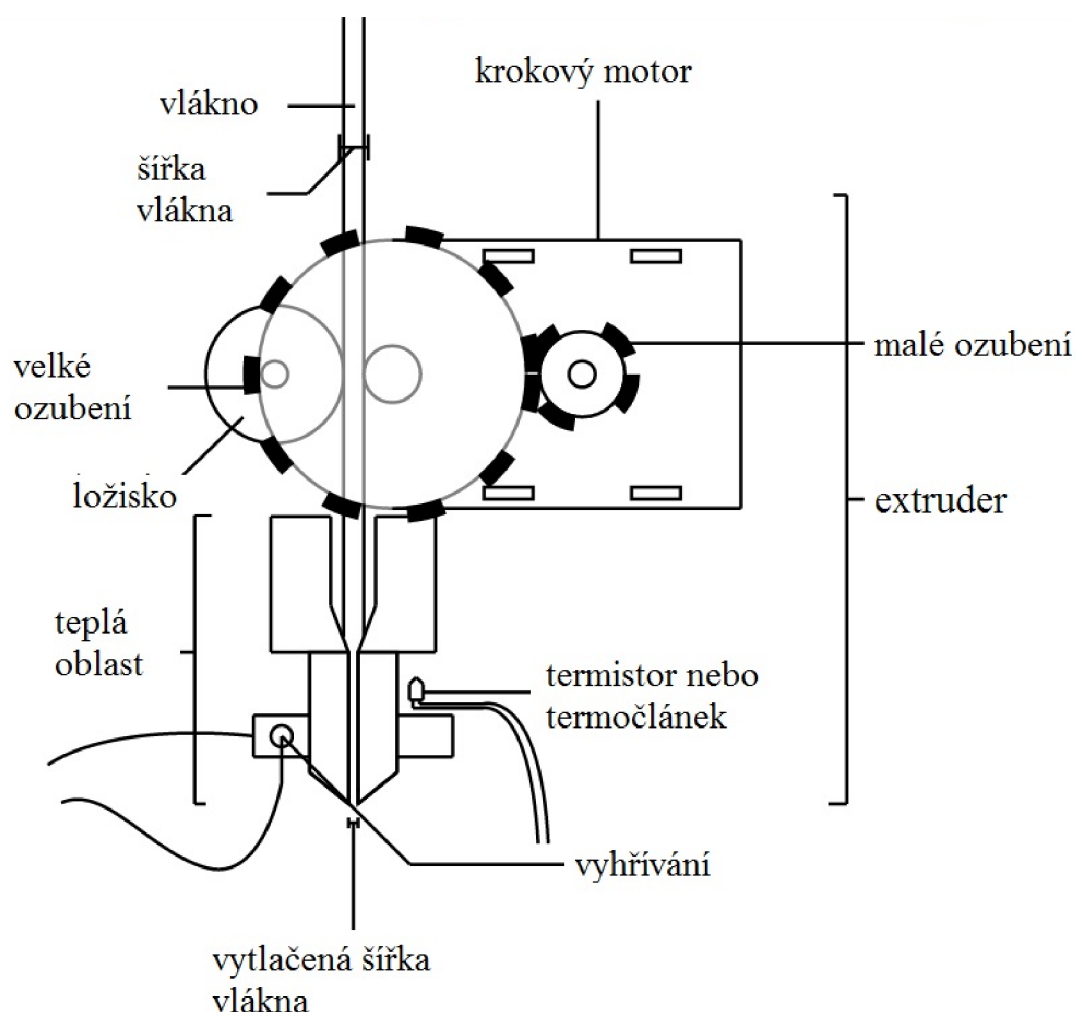 krokový motor
vlákno
šířka
vlákna
malé ozubení
velké
ozubení
ložisko
extruder
teplá
oblast
termistor nebo
termočlánek
vyhřívání
vytlačená šířka
vlákna